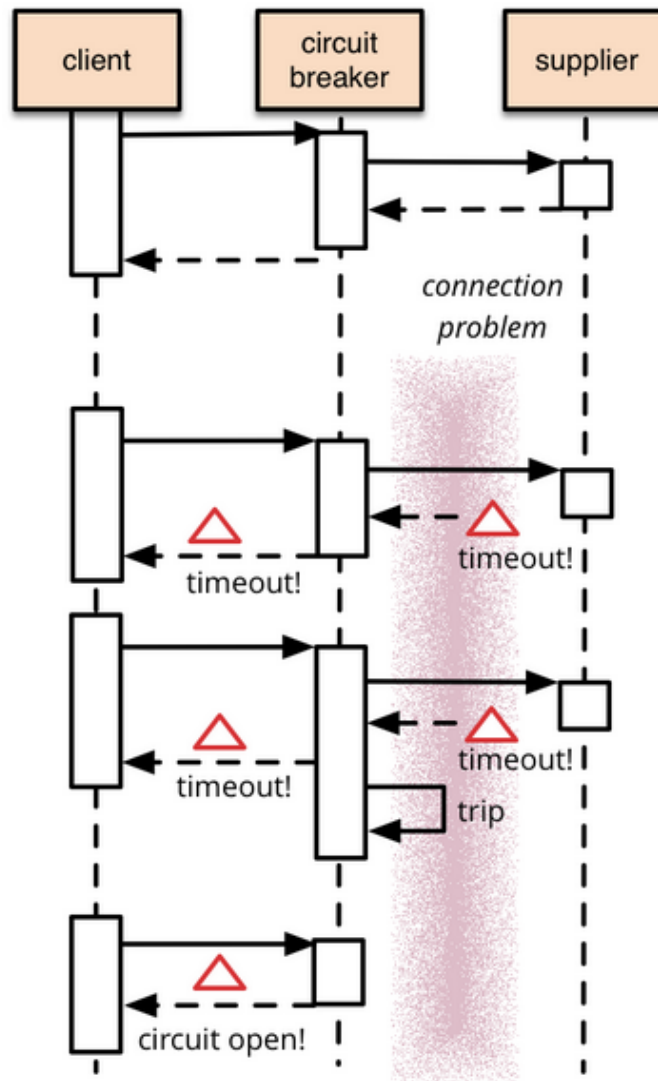 client
circuit
breaker
supplier
connection
problem
timeout!
timeout!
timeout!
timeout!
trip
circuit open!